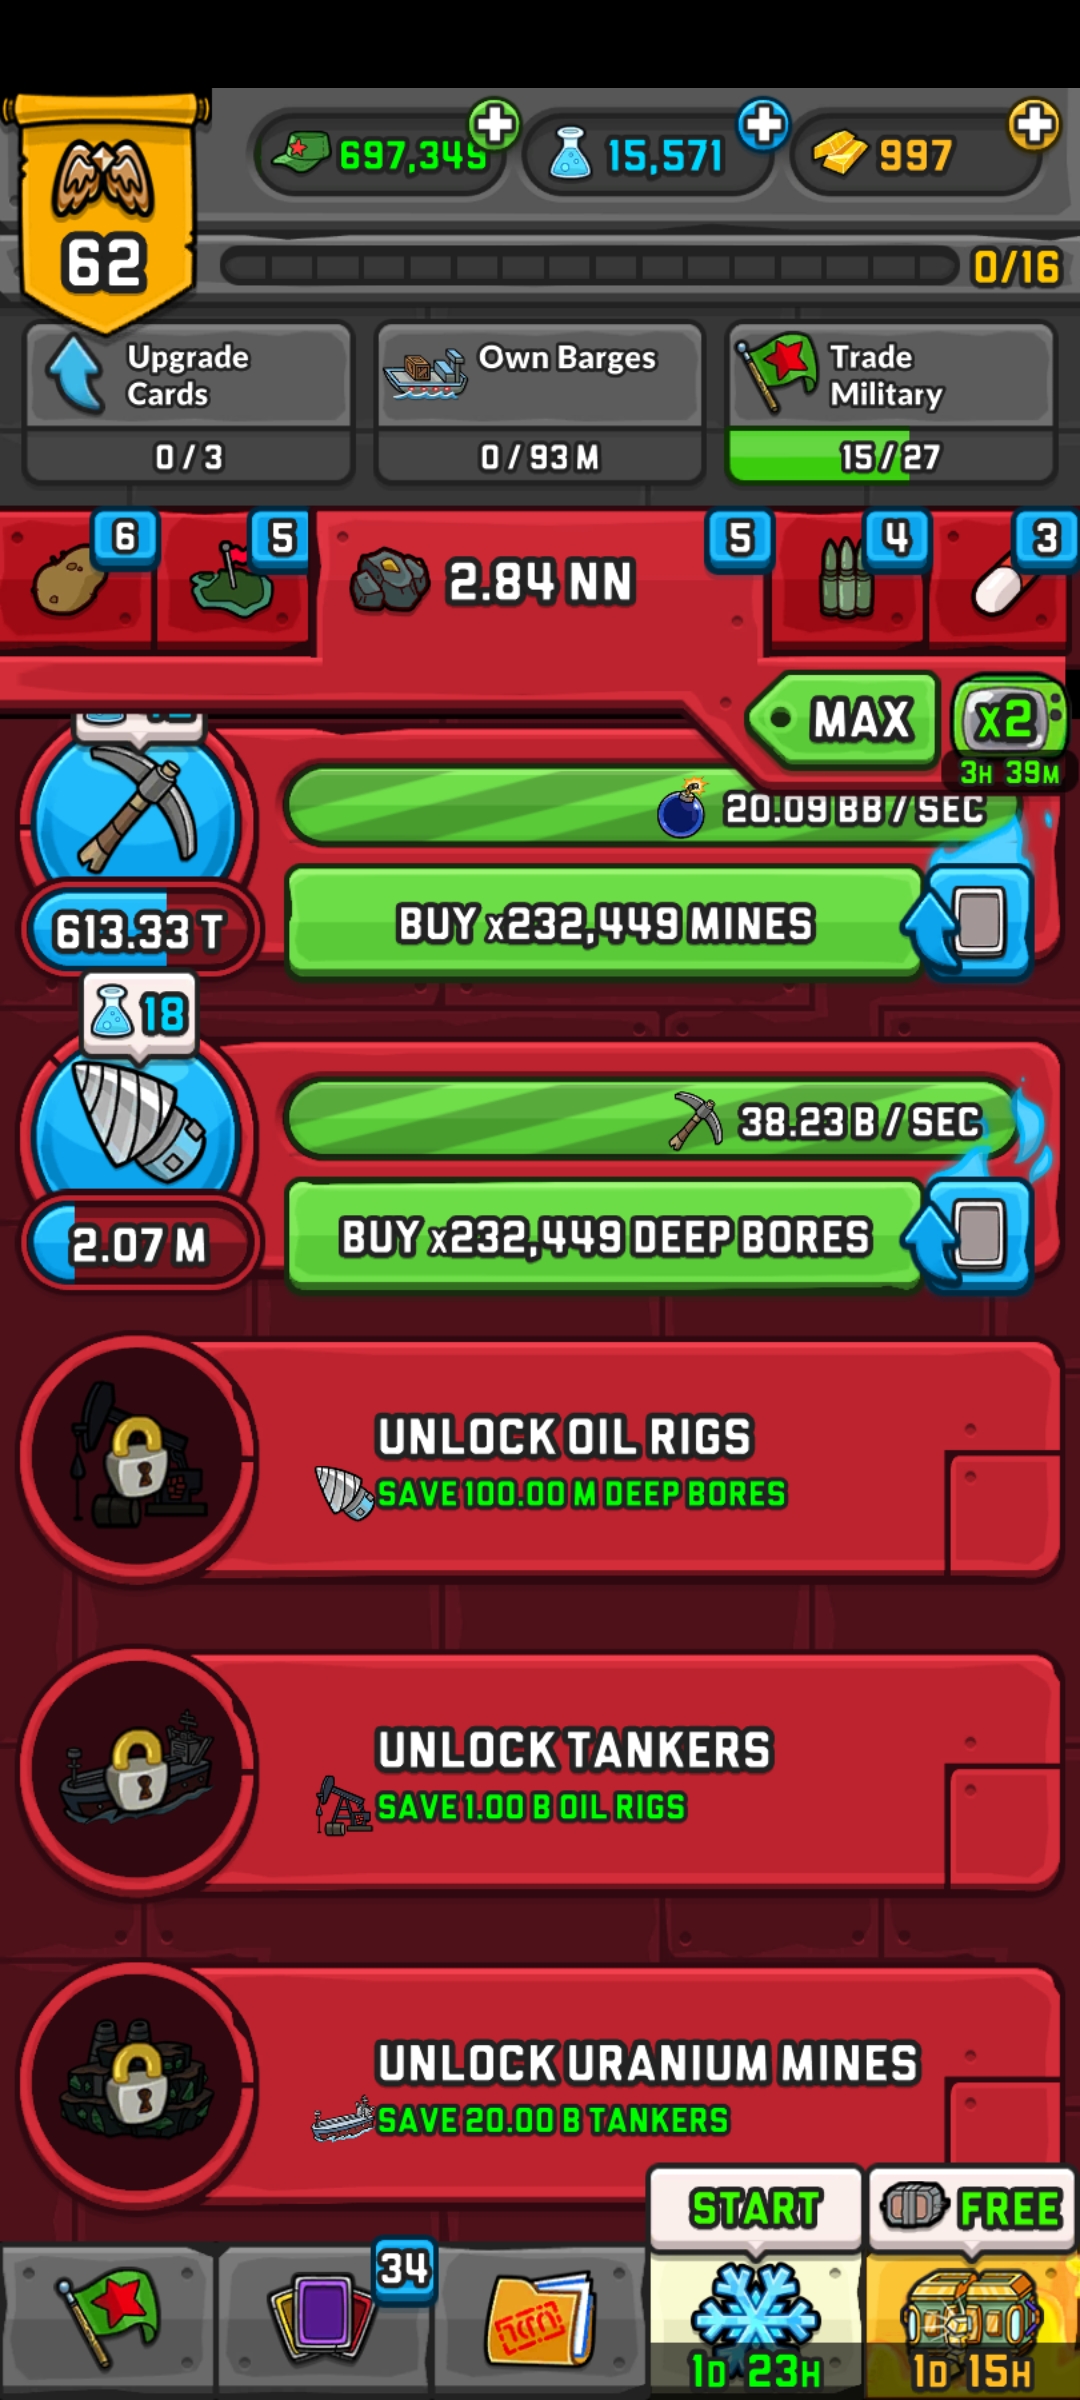 697,349
15,571
997
62
0/16
Upgrade
Cards
0 / 3
Own Barges
0 / 93 M
Trade
Military
15 / 27
6
5
2.84 NN
5
4
3
MAX
x2
3H 39M
20.09 BB / SEC
BUY x232,449 MINES
613.33 T
18
38.23 B / SEC
BUY x232,449 DEEP BORES
2.07 M
UNLOCK OIL RIGS
SAVE 100.00 M DEEP BORES
UNLOCK TANKERS
SAVE 1.00 B OIL RIGS
UNLOCK URANIUM MINES
SAVE 20.00 B TANKERS
START
FREE
34
1D 23H
1D 15H